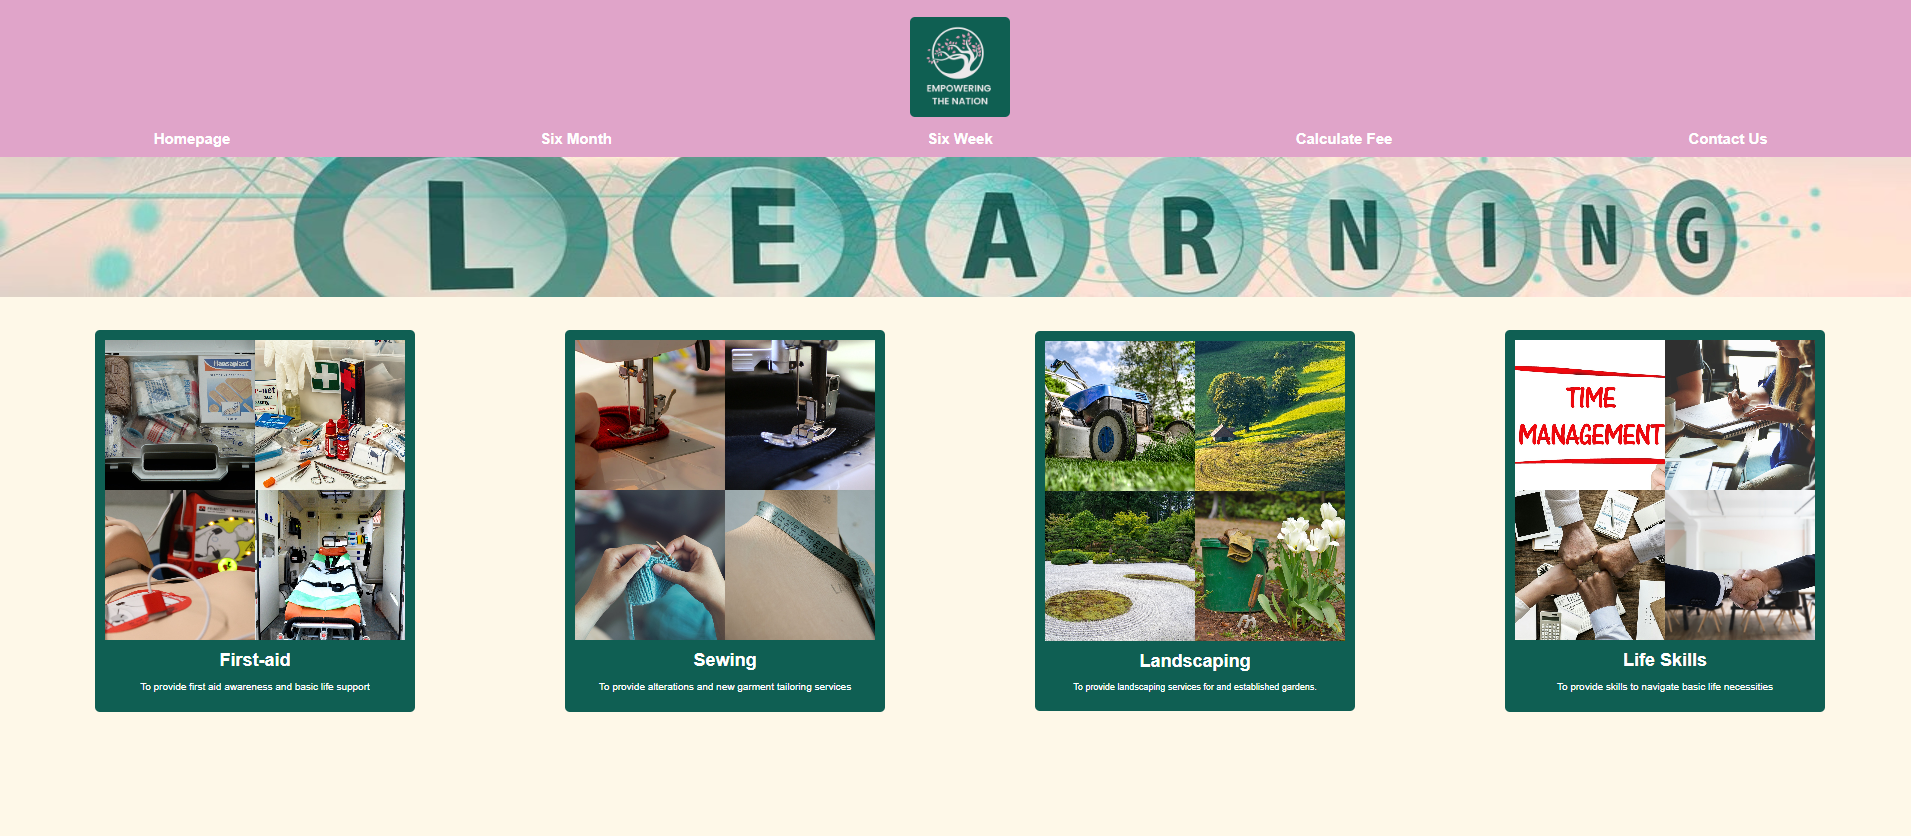 EMPOWERING
THE NATION
Homepage Six Month Six Week Calculate Fee Contact Us
LEARNING
Hansaplast
TIME
MANAGEMENT
First-aid
To provide first aid awareness and basic life support
Sewing
To provide alterations and new garment tailoring services
Landscaping
To provide landscaping services for and established gardens.
Life Skills
To provide skills to navigate basic life necessities